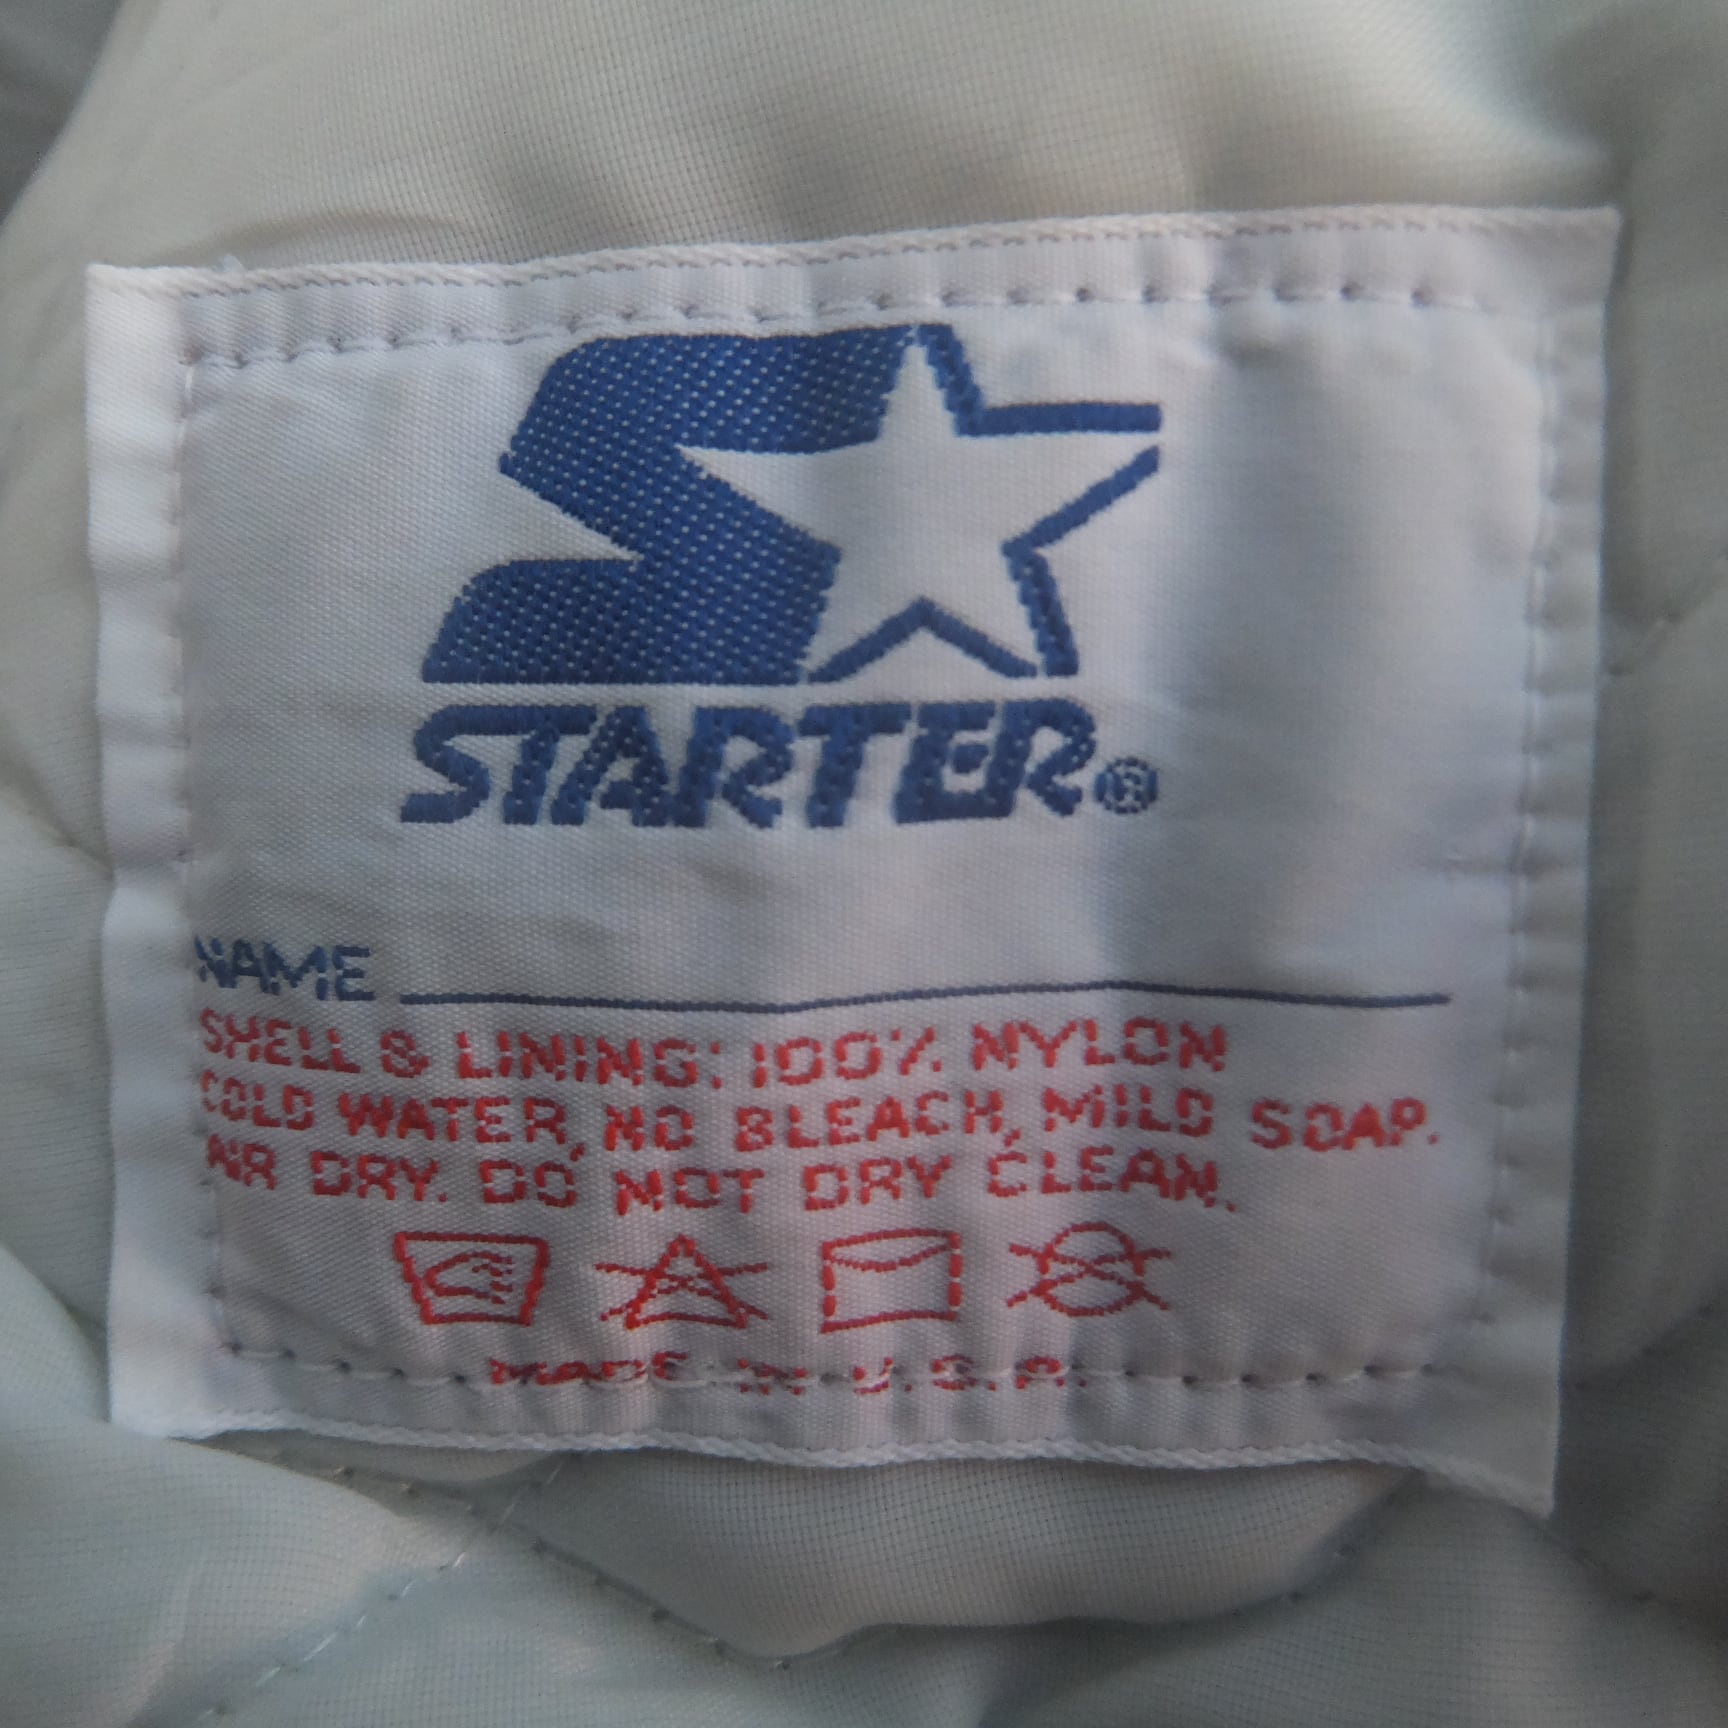 STARTER®
NAME
SHELL & LINING: 100% NYLON
COLD WATER, NO BLEACH, MILD SOAP.
AIR DRY. DO NOT DRY CLEAN.
MADE IN U.S.A.